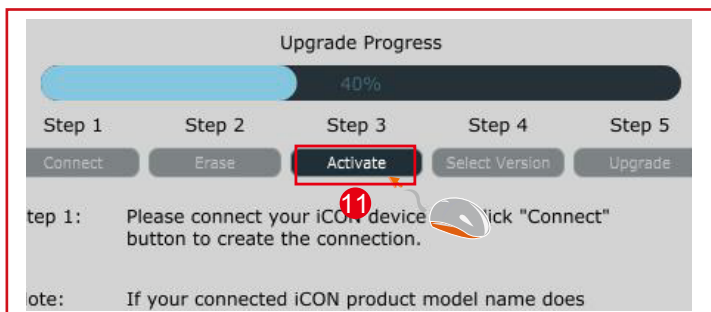 Upgrade Progress
40%
Step 1 Step 2 Step 3 Step 4 Step 5
Connect Erase Activate Select Version Upgrade
11
tep 1: Please connect your iCON device ick "Connect"
button to create the connection.
ote: If your connected iCON product model name does